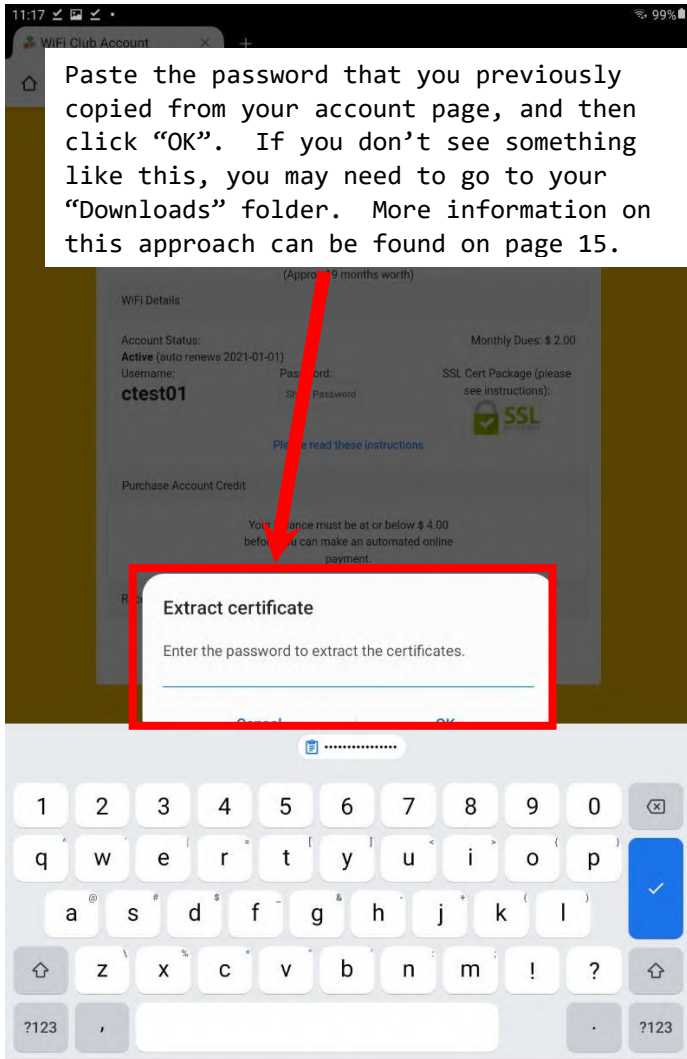 11:17
99%
WiFi Club Account × +
Paste the password that you previously
copied from your account page, and then
click “OK”. If you don’t see something
like this, you may need to go to your
“Downloads” folder. More information on
this approach can be found on page 15.
months worth)
WiFi Details
Account Status:
Monthly Dues: $ 2.00
Active (auto renews 2021-01-01)
Username:
SSL Cert Package (please
see instructions):
ctest01
Password
SSL
read these instructions
Purchase Account Credit
balance must be at or below $ 4.00
can make an automated online
payment.
Extract certificate
Enter the password to extract the certificates.
Cancel OK
••••••••••••••••
1 2 3 4 5 6 7 8 9 0
q w e r t y u i o p
a s d f g h j k l
z x c v b n m ! ?
?123 , . ?123